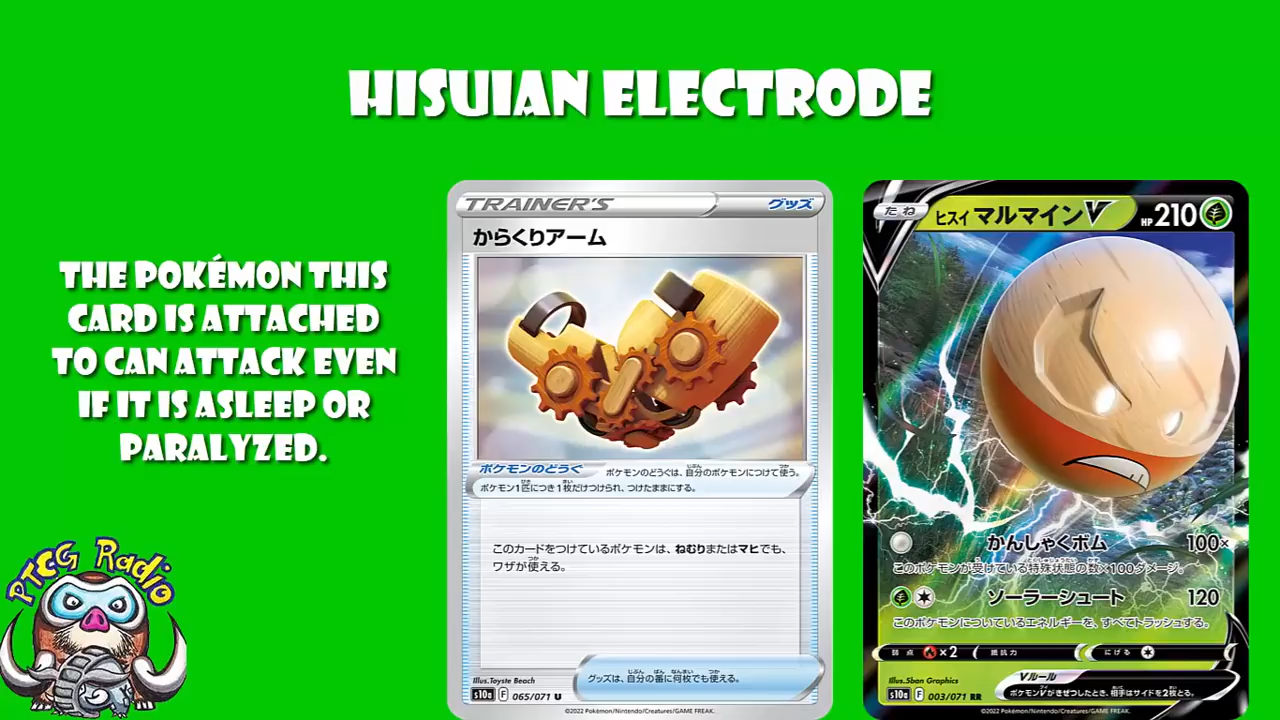 HISUIAN ELECTRODE
THE POKÉMON THIS
CARD IS ATTACHED
TO CAN ATTACK EVEN
IF IT IS ASLEEP OR
PARALYZED.
PTCG Radio
TRAINER'S グッズ
からくりアーム
ポケモンのどうぐ ポケモンのどうぐは、自分のポケモンにつけて使う。
ポケモン1匹につき1枚だけつけられ、つけたままにする。
このカードをつけているポケモンは、ねむりまたはマヒでも、
ワザが使える。
グッズは、自分の番に何枚でも使える。
Illus.Toyste Beach
s10a F 065/071 U
©2022 Pokémon/Nintendo/Creatures/GAME FREAK.
たね ヒスイ マルマインV HP 210
かんしゃくボム 100×
このポケモンが受けている特殊状態の数×100ダメージ。
ソーラーシュート 120
このポケモンについているエネルギーを、すべてトラッシュする。
弱点 ×2 抵抗力 にげる
Illus.5ban Graphics
Vルール
ポケモンVがきぜつしたとき、相手はサイドを2枚とる。
s10a F 003/071 RR
©2022 Pokémon/Nintendo/Creatures/GAME FREAK.